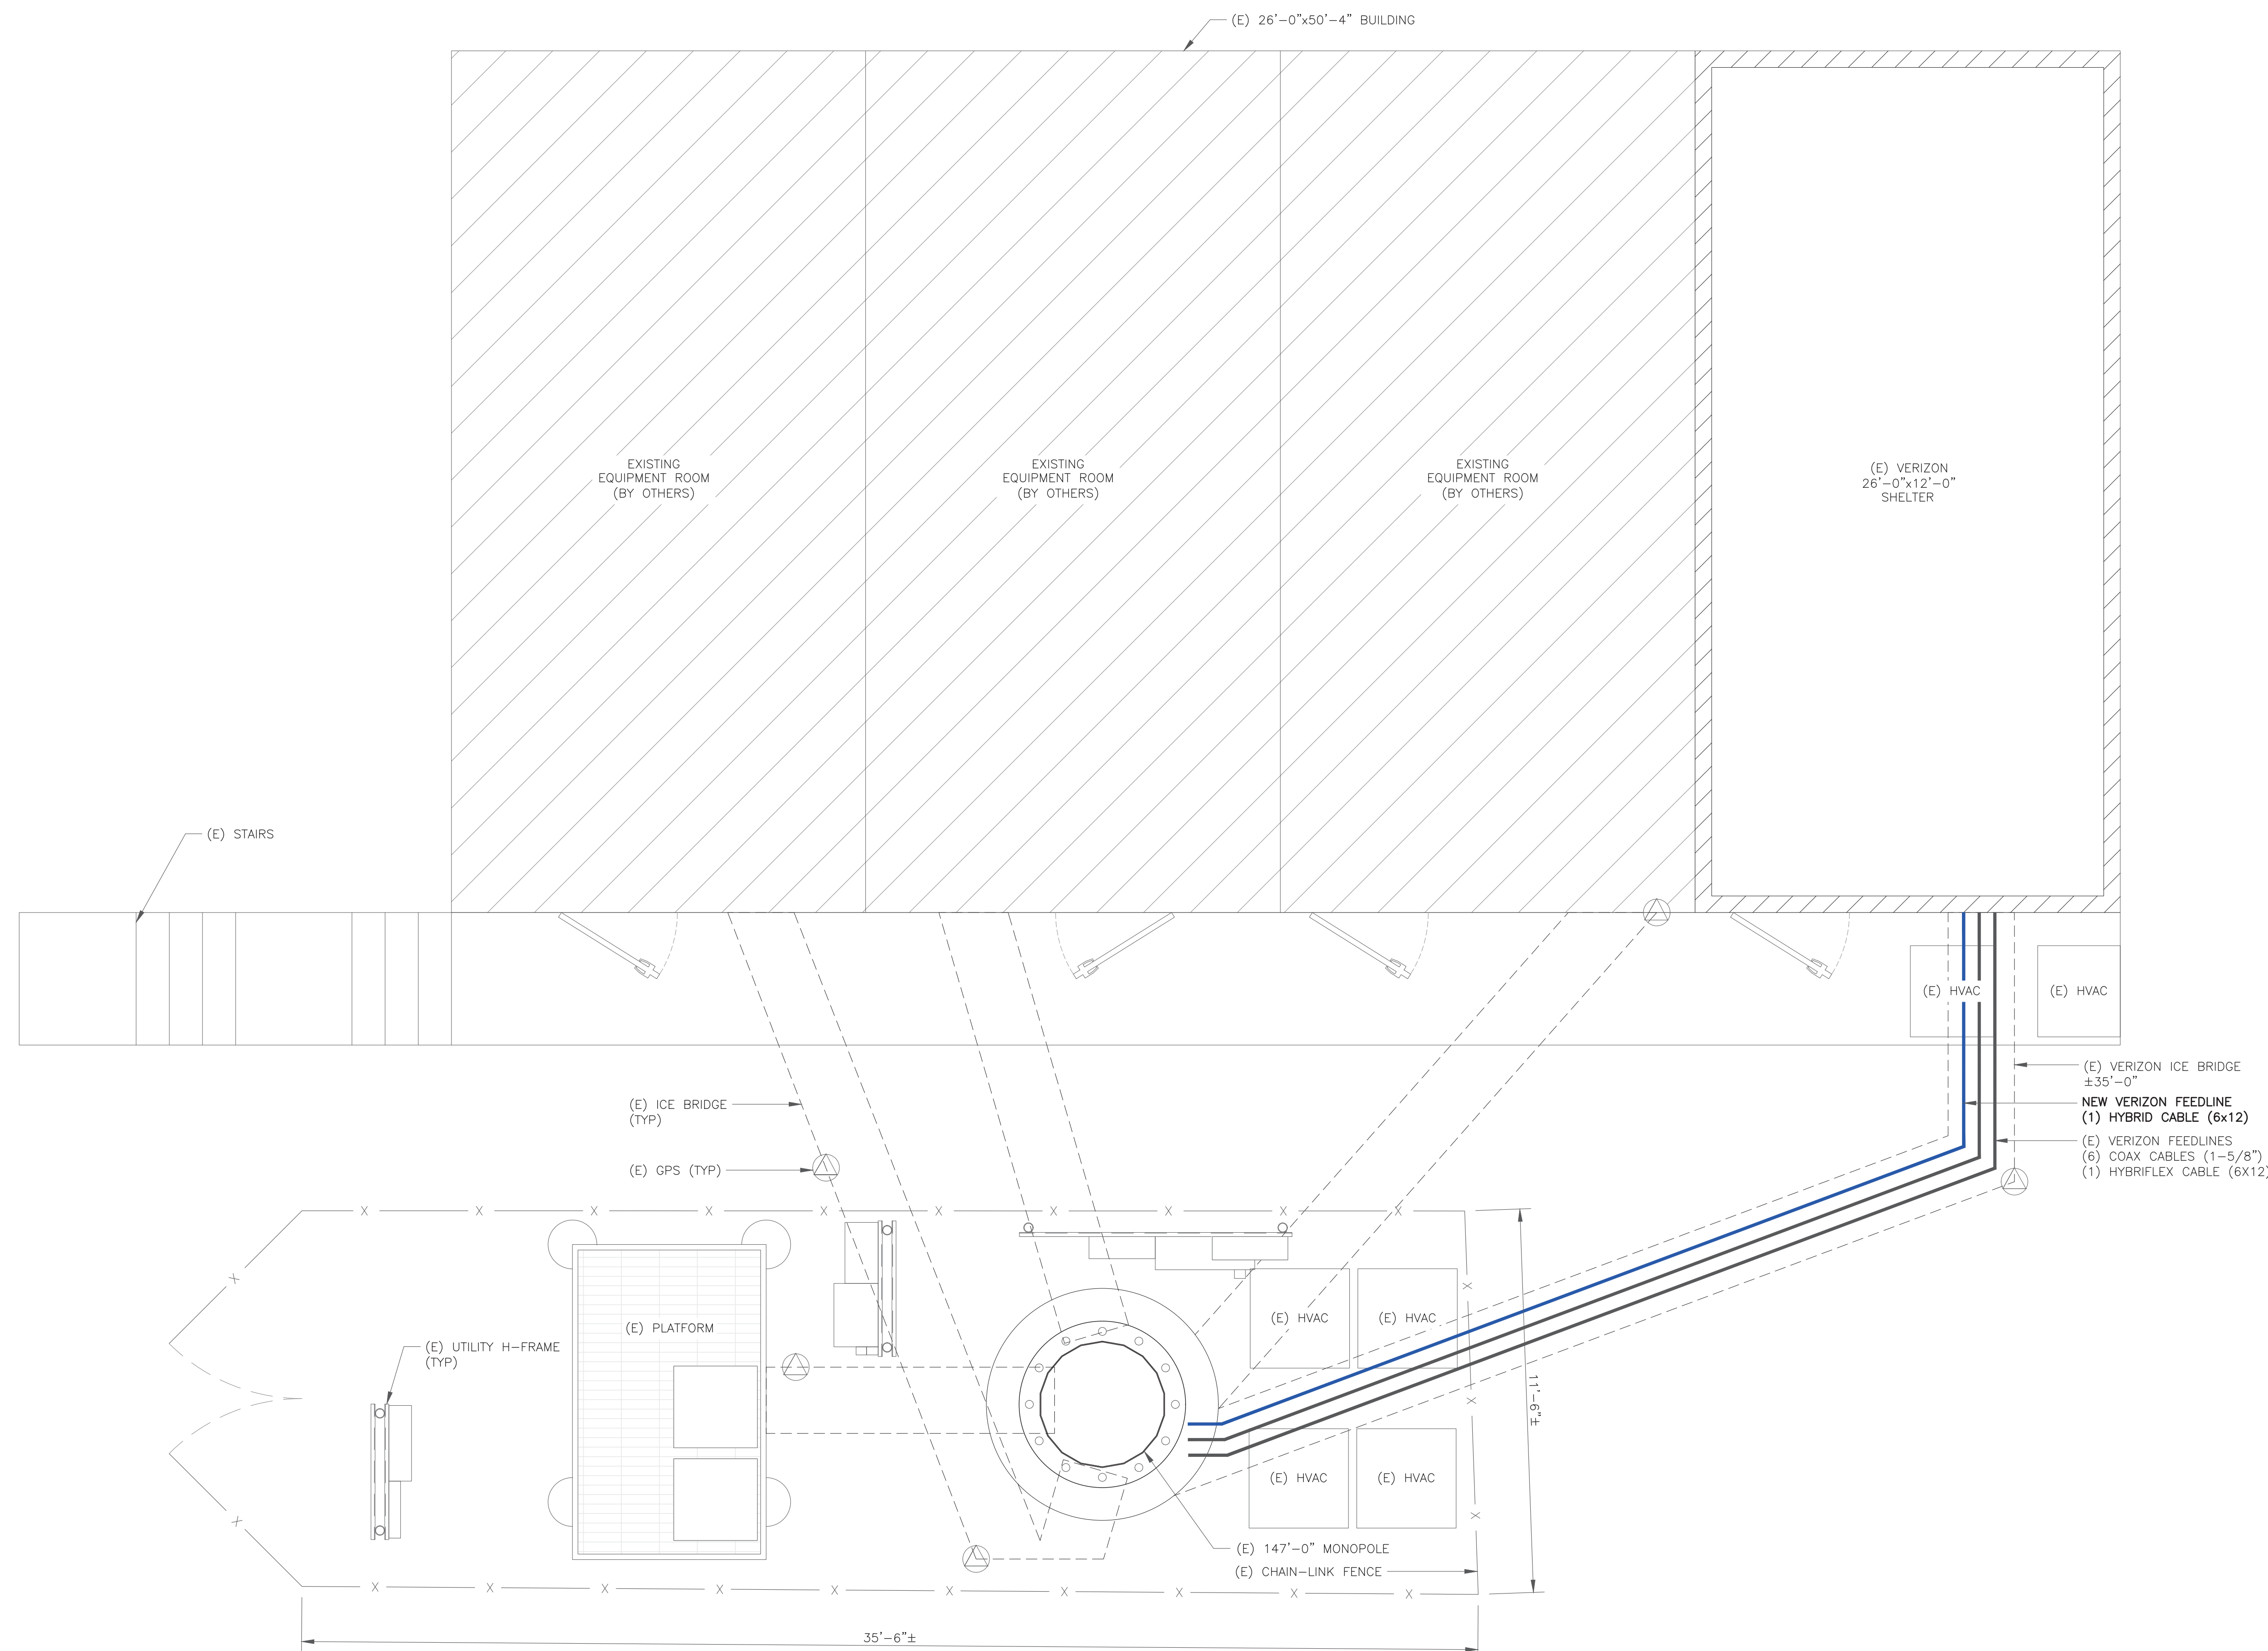 (E) 26'-0"x50'-4" BUILDING
EXISTING
EQUIPMENT ROOM
(BY OTHERS)
EXISTING
EQUIPMENT ROOM
(BY OTHERS)
EXISTING
EQUIPMENT ROOM
(BY OTHERS)
(E) VERIZON
26'-0"x12'-0"
SHELTER
(E) STAIRS
(E) HVAC
(E) HVAC
(E) VERIZON ICE BRIDGE
±35'-0"
NEW VERIZON FEEDLINE
(1) HYBRID CABLE (6x12)
(E) VERIZON FEEDLINES
(6) COAX CABLES (1-5/8")
(1) HYBRIFLEX CABLE (6X12)
(E) ICE BRIDGE
(TYP)
(E) GPS (TYP)
(E) PLATFORM
(E) UTILITY H-FRAME
(TYP)
(E) HVAC
(E) HVAC
(E) HVAC
(E) HVAC
11'-6"±
(E) 147'-0" MONOPOLE
(E) CHAIN-LINK FENCE
35'-6"±